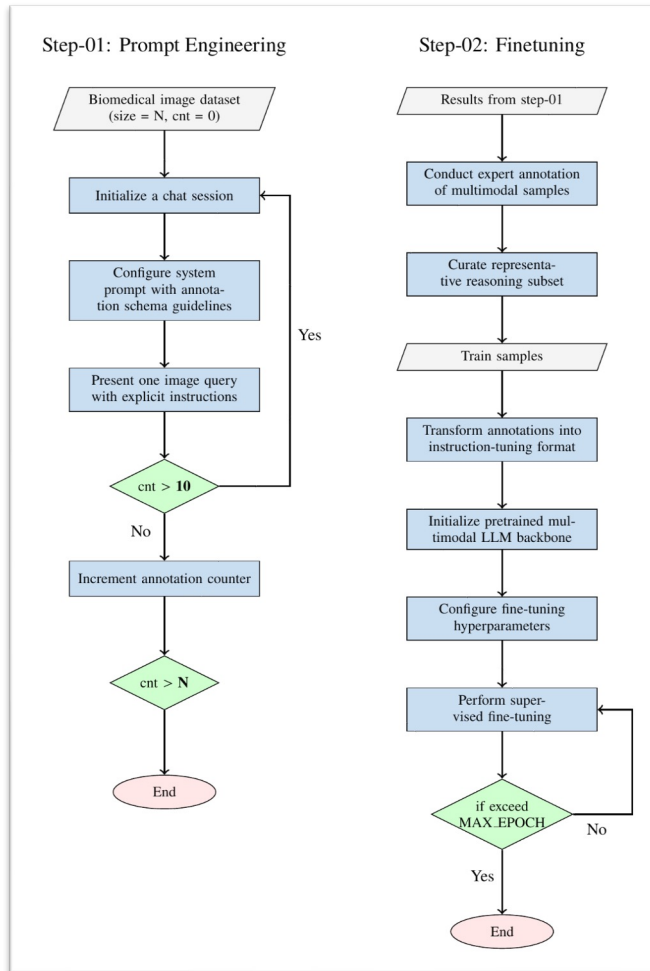 Step-01: Prompt Engineering
Biomedical image dataset
(size = N, cnt = 0)
Initialize a chat session
Configure system
prompt with annota-
tion schema guidelines
Yes
Present one image query
with explicit instructions
cnt > 10
No
Increment annotation counter
cnt > N
End
Step-02: Finetuning
Results from step-01
Conduct expert annotation
of multimodal samples
Curate representa-
tive reasoning subset
Train samples
Transform annotations into
instruction-tuning format
Initialize pretrained mul-
timodal LLM backbone
Configure fine-tuning
hyperparameters
Perform super-
vised fine-tuning
if exceed
MAX_EPOCH
No
Yes
End